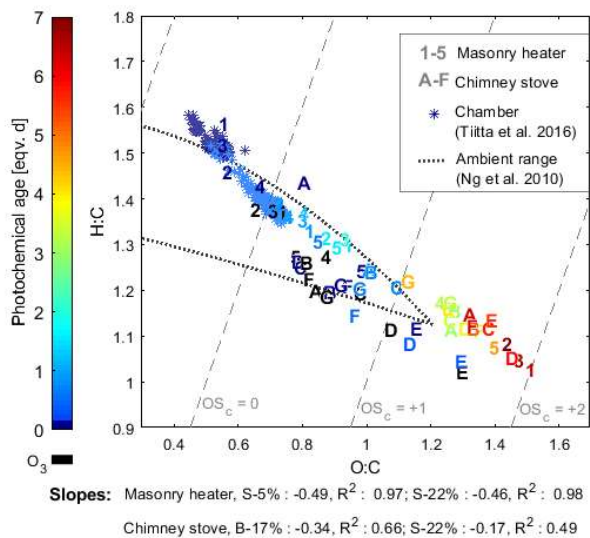 1.8
7
1-5 Masonry heater
A-F Chimney stove
Chamber
(Tiitta et al. 2016)
Ambient range
(Ng et al. 2010)
1.7
6
1.6
5
1.5
4
1.4
3
1.3
2
1.2
1
1.1
0
1
0.9
O3
Photochemical age [eqv. d]
H:C
OSc = 0
OSc = +1
OSc = +2
0.4 0.6 0.8 1 1.2 1.4 1.6
O:C
Slopes: Masonry heater, S-5% : -0.49, R2 : 0.97; S-22% : -0.46, R2 : 0.98
Chimney stove, B-17% : -0.34, R2 : 0.66; S-22% : -0.17, R2 : 0.49